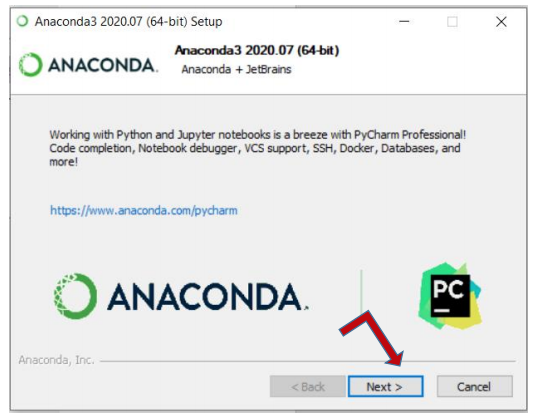 Anaconda3 2020.07 (64-bit) Setup
Anaconda3 2020.07 (64-bit)
ANACONDA.
Anaconda + JetBrains
Working with Python and Jupyter notebooks is a breeze with PyCharm Professional!
Code completion, Notebook debugger, VCS support, SSH, Docker, Databases, and
more!
https://www.anaconda.com/pycharm
ANACONDA.
PC
Anaconda, Inc.
< Back
Next >
Cancel